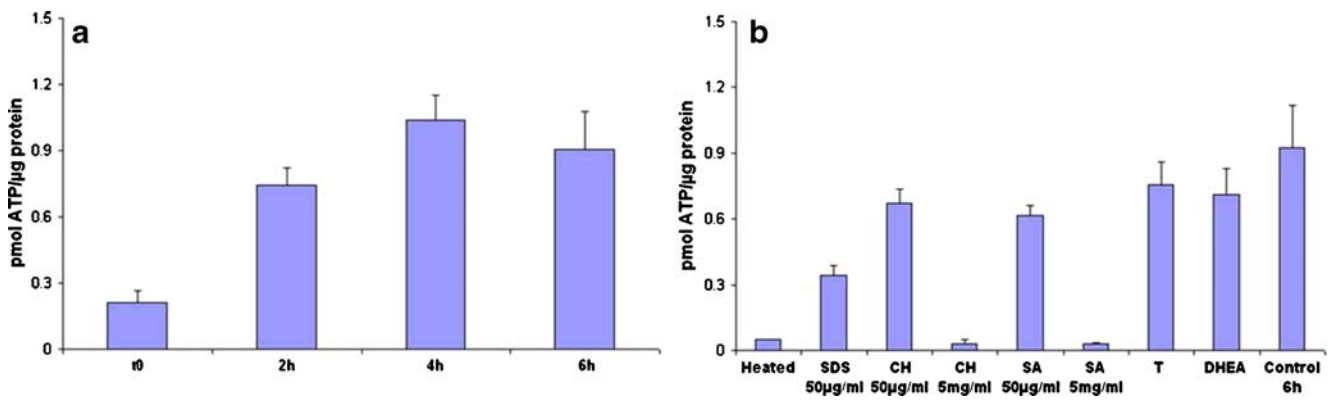 a
1.5
1.2
0.9
0.6
0.3
0
pmol ATP/µg protein
t0 2h 4h 6h
b
1.5
1.2
0.9
0.6
0.3
0
pmol ATP/µg protein
Heated SDS CH CH SA SA T DHEA Control
50µg/ml 50µg/ml 5mg/ml 50µg/ml 5mg/ml 6h